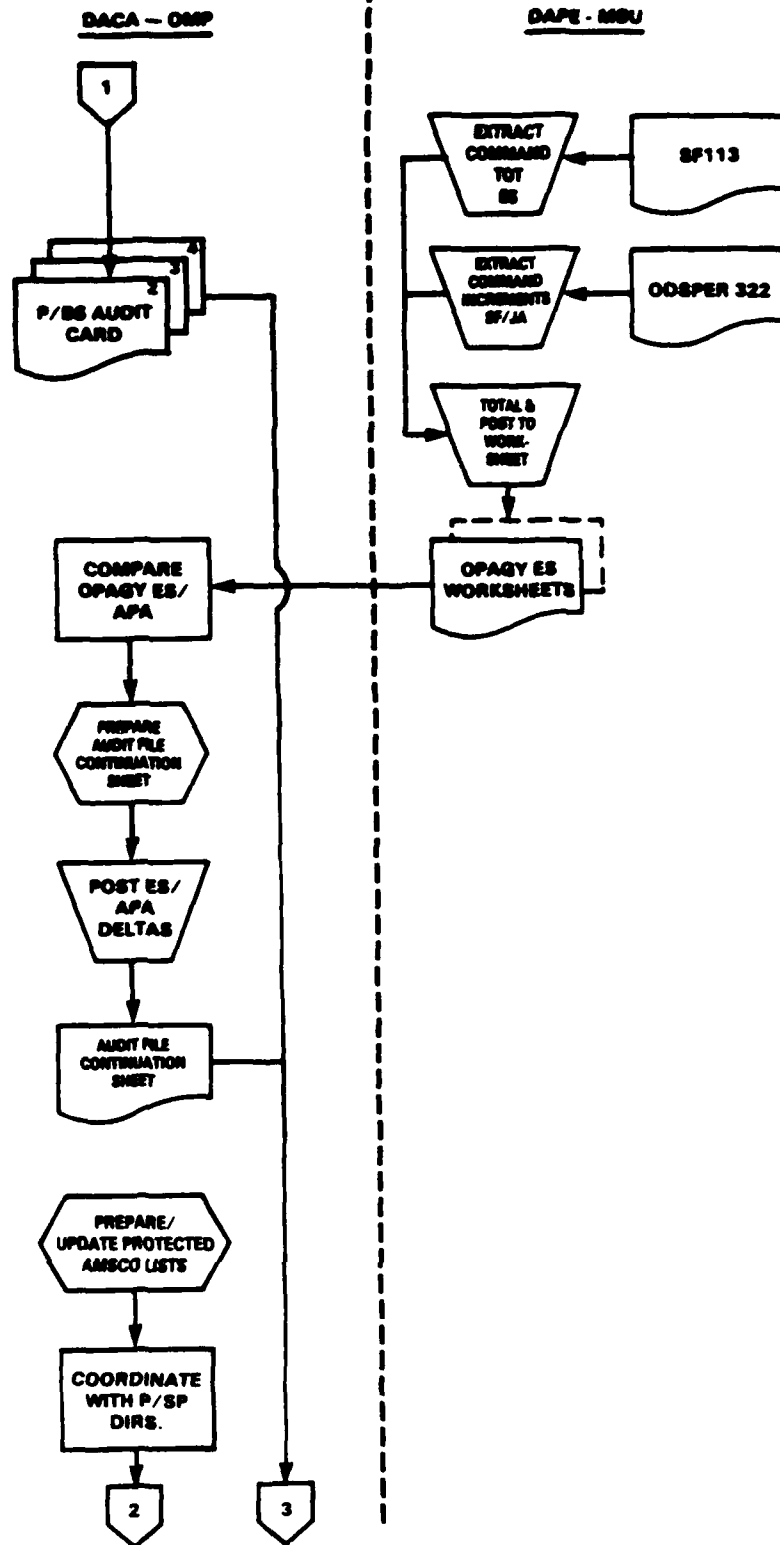 DACA — OMP
DAPE - MBU
1
4
3
2
P/BS AUDIT
CARD
EXTRACT
COMMAND
TOT
ES
SF113
EXTRACT
COMMAND
INCREMENTS
SF/JA
ODSPER 322
TOTAL &
POST TO
WORK-
SHEET
COMPARE
OPAGY ES/
APA
OPAGY ES
WORKSHEETS
PREPARE
AUDIT FILE
CONTINUATION
SHEET
POST ES/
APA
DELTAS
AUDIT FILE
CONTINUATION
SHEET
PREPARE/
UPDATE PROTECTED
AMSCO LISTS
COORDINATE
WITH P/SP
DIRS.
2
3